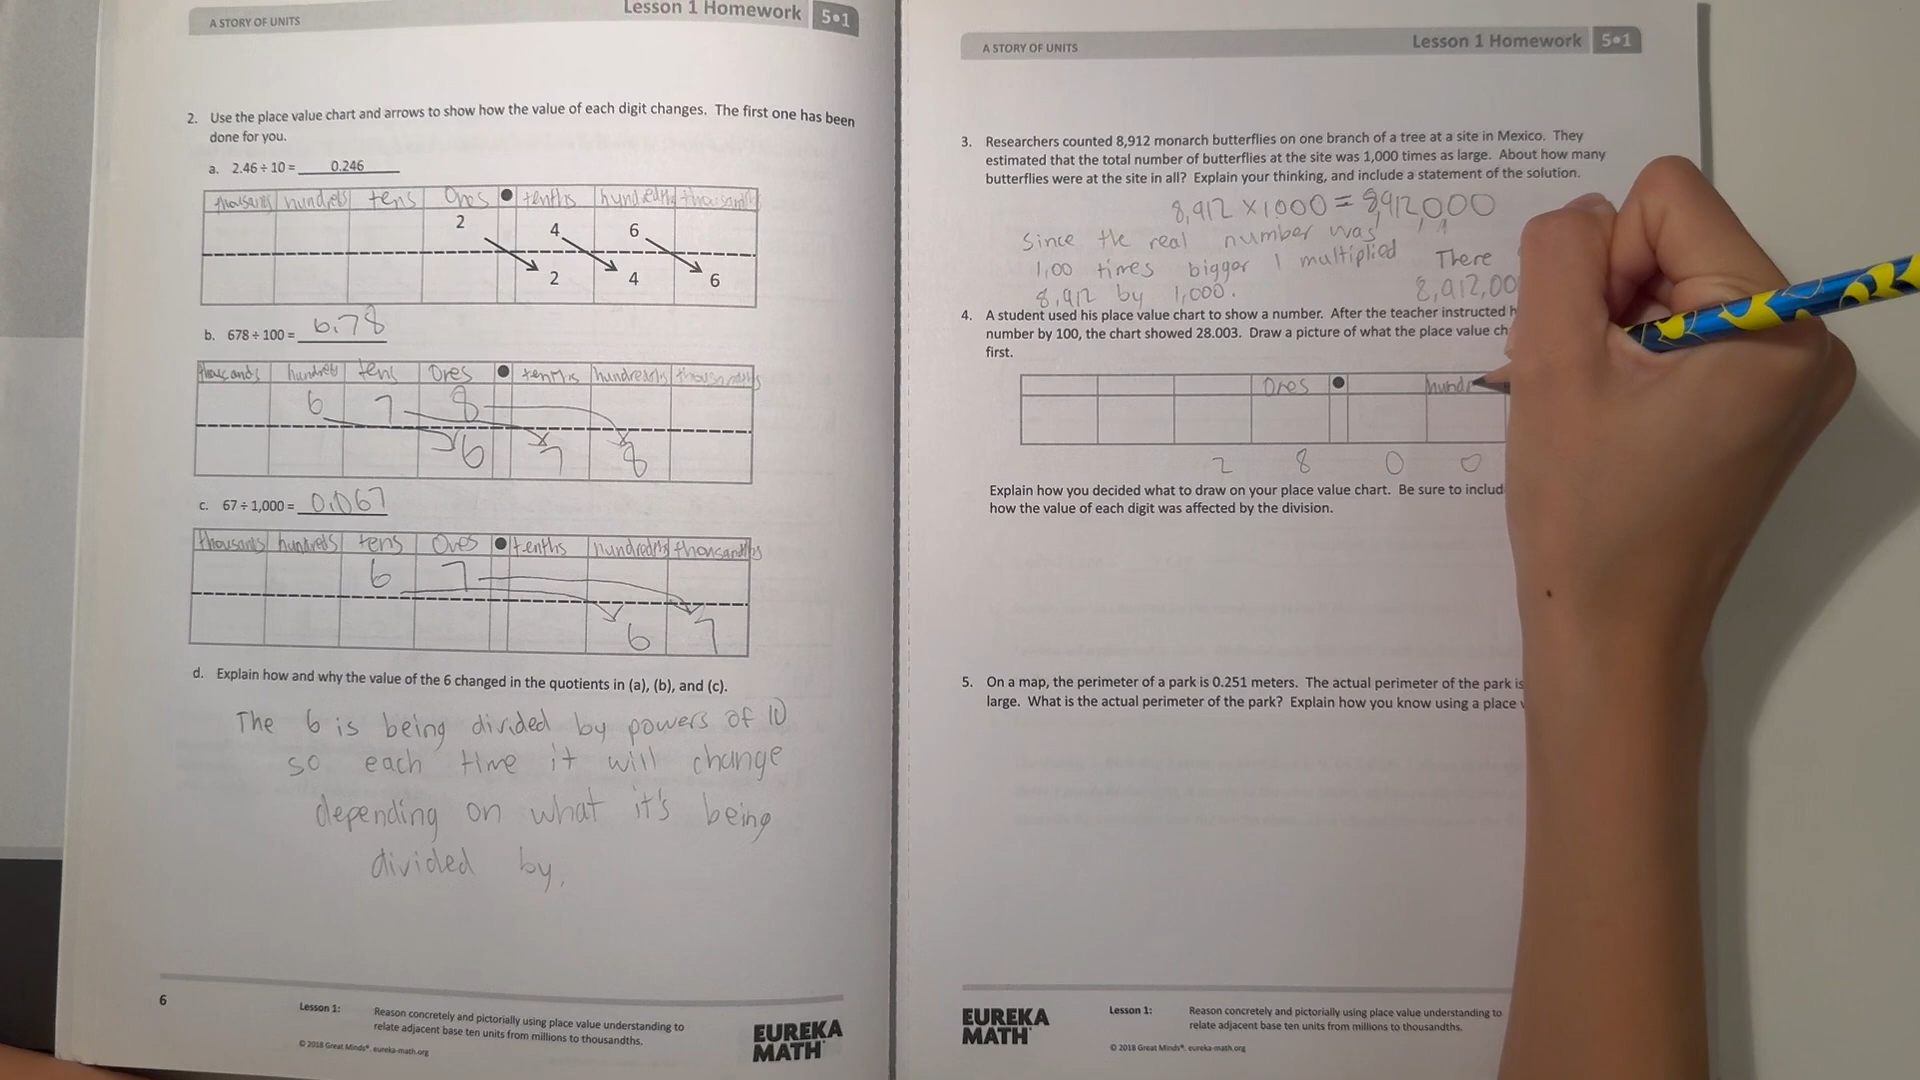 A STORY OF UNITS
Lesson 1 Homework 5•1
2. Use the place value chart and arrows to show how the value of each digit changes. The first one has been
done for you.
a. 2.46 ÷ 10 = 0.246
thousands hundreds tens Ones • tenths
2 4 6
2 4 6
b. 678 ÷ 100 = 6.78
hundreds tens Ones • tenths
6 7 8
6 7 8
c. 67 ÷ 1,000 = 0.067
thousands hundreds tens Ones • tenths hundredths thousandths
6 7
6 7
d. Explain how and why the value of the 6 changed in the quotients in (a), (b), and (c).
The 6 is being divided by powers of 10
so each time it will change
depending on what it's being
divided by.
6
Lesson 1: Reason concretely and pictorially using place value understanding to
relate adjacent base ten units from millions to thousandths.
© 2018 Great Minds®. eureka-math.org
EUREKA
MATH
A STORY OF UNITS
Lesson 1 Homework 5•1
3. Researchers counted 8,912 monarch butterflies on one branch of a tree at a site in Mexico. They
estimated that the total number of butterflies at the site was 1,000 times as large. About how many
butterflies were at the site in all? Explain your thinking, and include a statement of the solution.
8,912 x 1000 = 8,912,000
Since the real number was
1,00 times bigger I multiplied There
8,912 by 1,000. 8,912,00
4. A student used his place value chart to show a number. After the teacher instructed h
number by 100, the chart showed 28.003. Draw a picture of what the place value ch
first.
Ones • hundr
2 8 0 0
Explain how you decided what to draw on your place value chart. Be sure to includ
how the value of each digit was affected by the division.
5. On a map, the perimeter of a park is 0.251 meters. The actual perimeter of the park is
large. What is the actual perimeter of the park? Explain how you know using a place
EUREKA
MATH
Lesson 1: Reason concretely and pictorially using place value understanding to
relate adjacent base ten units from millions to thousandths.
© 2018 Great Minds®. eureka-math.org